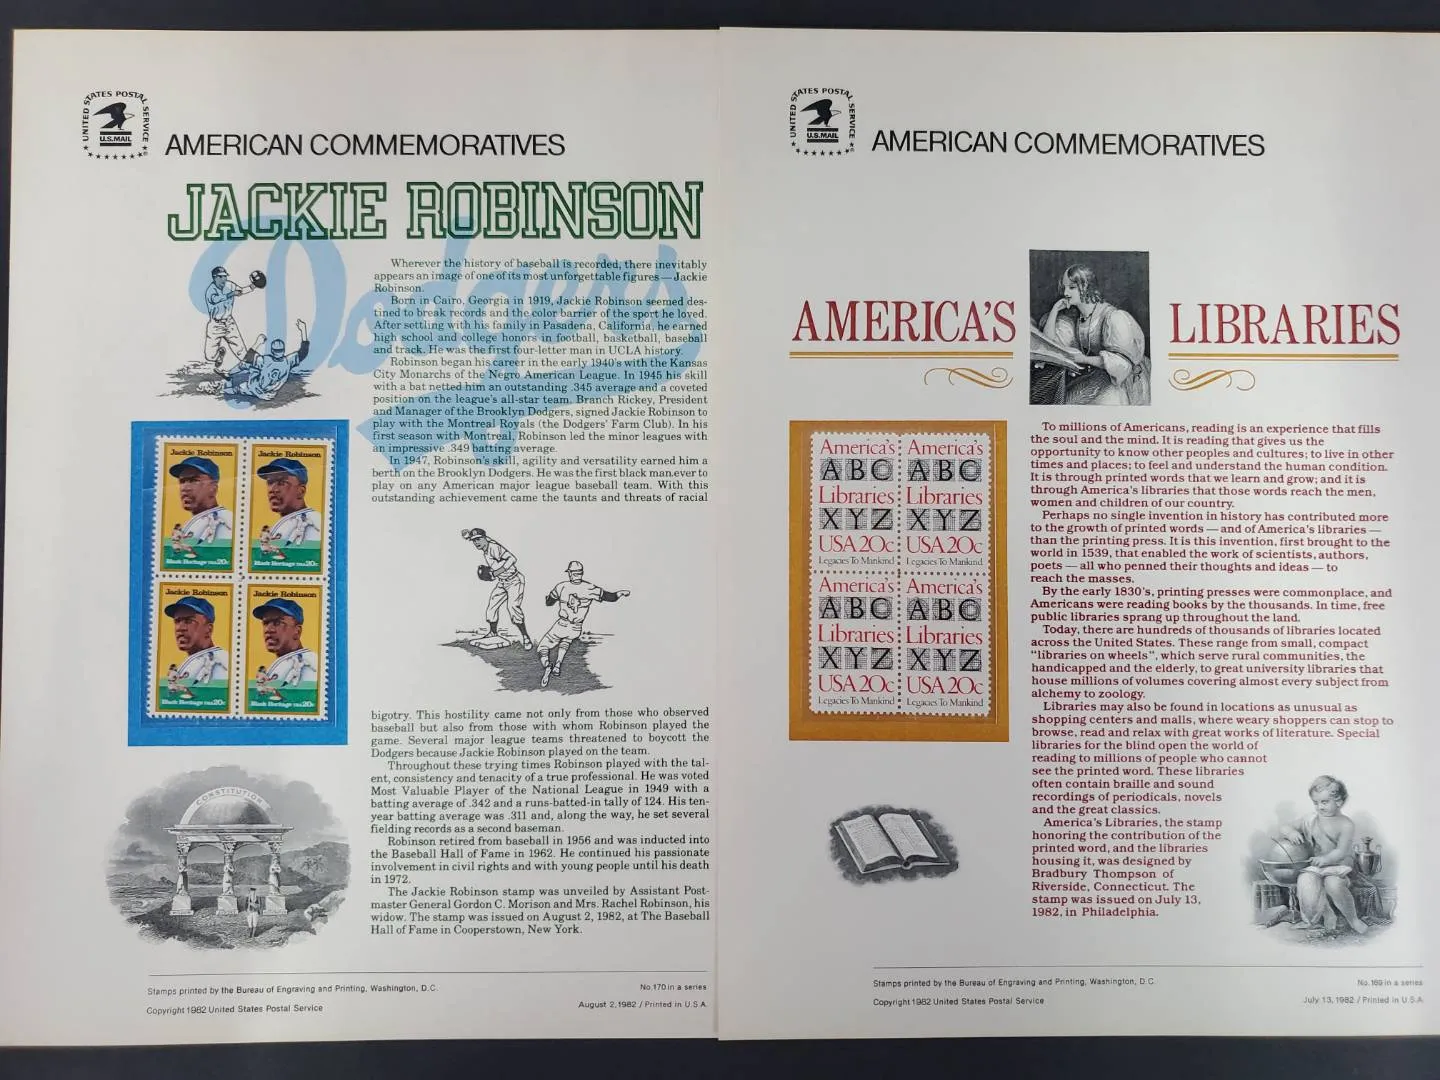 UNITED STATES POSTAL SERVICE
U.S.MAIL
AMERICAN COMMEMORATIVES
JACKIE ROBINSON
Dodgers
Wherever the history of baseball is recorded, there inevitably
appears an image of one of its most unforgettable figures — Jackie
Robinson.
Born in Cairo, Georgia in 1919, Jackie Robinson seemed des-
tined to break records and the color barrier of the sport he loved.
After settling with his family in Pasadena, California, he earned
high school and college honors in football, basketball, baseball
and track. He was the first four-letter man in UCLA history.
Robinson began his career in the early 1940's with the Kansas
City Monarchs of the Negro American League. In 1945 his skill
with a bat netted him an outstanding .345 average and a coveted
position on the league's all-star team. Branch Rickey, President
and Manager of the Brooklyn Dodgers, signed Jackie Robinson to
play with the Montreal Royals (the Dodgers' Farm Club). In his
first season with Montreal, Robinson led the minor leagues with
an impressive .349 batting average.
In 1947, Robinson's skill, agility and versatility earned him a
berth on the Brooklyn Dodgers. He was the first black man ever to
play on any American major league baseball team. With this
outstanding achievement came the taunts and threats of racial
Jackie Robinson
Black Heritage USA 20c
Jackie Robinson
Black Heritage USA 20c
Jackie Robinson
Black Heritage USA 20c
Jackie Robinson
Black Heritage USA 20c
bigotry. This hostility came not only from those who observed
baseball but also from those with whom Robinson played the
game. Several major league teams threatened to boycott the
Dodgers because Jackie Robinson played on the team.
Throughout these trying times Robinson played with the tal-
ent, consistency and tenacity of a true professional. He was voted
Most Valuable Player of the National League in 1949 with a
batting average of .342 and a runs-batted-in tally of 124. His ten-
year batting average was .311 and, along the way, he set several
fielding records as a second baseman.
Robinson retired from baseball in 1956 and was inducted into
the Baseball Hall of Fame in 1962. He continued his passionate
involvement in civil rights and with young people until his death
in 1972.
The Jackie Robinson stamp was unveiled by Assistant Post-
master General Gordon C. Morison and Mrs. Rachel Robinson, his
widow. The stamp was issued on August 2, 1982, at The Baseball
Hall of Fame in Cooperstown, New York.
CONSTITUTION
Stamps printed by the Bureau of Engraving and Printing, Washington, D.C.
Copyright 1982 United States Postal Service
No. 170 in a series
August 2, 1982 / Printed in U.S.A.
UNITED STATES POSTAL SERVICE
U.S.MAIL
AMERICAN COMMEMORATIVES
AMERICA'S LIBRARIES
America's
ABC
Libraries
XYZ
USA 20c
Legacies To Mankind
America's
ABC
Libraries
XYZ
USA 20c
Legacies To Mankind
America's
ABC
Libraries
XYZ
USA 20c
Legacies To Mankind
America's
ABC
Libraries
XYZ
USA 20c
Legacies To Mankind
To millions of Americans, reading is an experience that fills
the soul and the mind. It is reading that gives us the
opportunity to know other peoples and cultures; to live in other
times and places; to feel and understand the human condition.
It is through printed words that we learn and grow; and it is
through America's libraries that those words reach the men,
women and children of our country.
Perhaps no single invention in history has contributed more
to the growth of printed words — and of America's libraries —
than the printing press. It is this invention, first brought to the
world in 1539, that enabled the work of scientists, authors,
poets — all who penned their thoughts and ideas — to
reach the masses.
By the early 1830's, printing presses were commonplace, and
Americans were reading books by the thousands. In time, free
public libraries sprang up throughout the land.
Today, there are hundreds of thousands of libraries located
across the United States. These range from small, compact
"libraries on wheels", which serve rural communities, the
handicapped and the elderly, to great university libraries that
house millions of volumes covering almost every subject from
alchemy to zoology.
Libraries may also be found in locations as unusual as
shopping centers and malls, where weary shoppers can stop to
browse, read and relax with great works of literature. Special
libraries for the blind open the world of
reading to millions of people who cannot
see the printed word. These libraries
often contain braille and sound
recordings of periodicals, novels
and the great classics.
America's Libraries, the stamp
honoring the contribution of the
printed word, and the libraries
housing it, was designed by
Bradbury Thompson of
Riverside, Connecticut. The
stamp was issued on July 13,
1982, in Philadelphia.
Stamps printed by the Bureau of Engraving and Printing, Washington, D.C.
Copyright 1982 United States Postal Service
No. 169 in a series
July 13, 1982 / Printed in U.S.A.